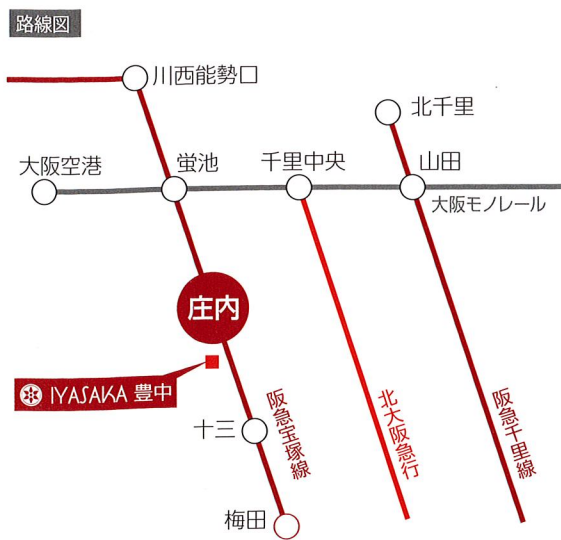 路線図
川西能勢口
北千里
大阪空港
蛍池
千里中央
山田
大阪モノレール
庄内
IYASAKA 豊中
十三
阪急宝塚線
北大阪急行
阪急千里線
梅田